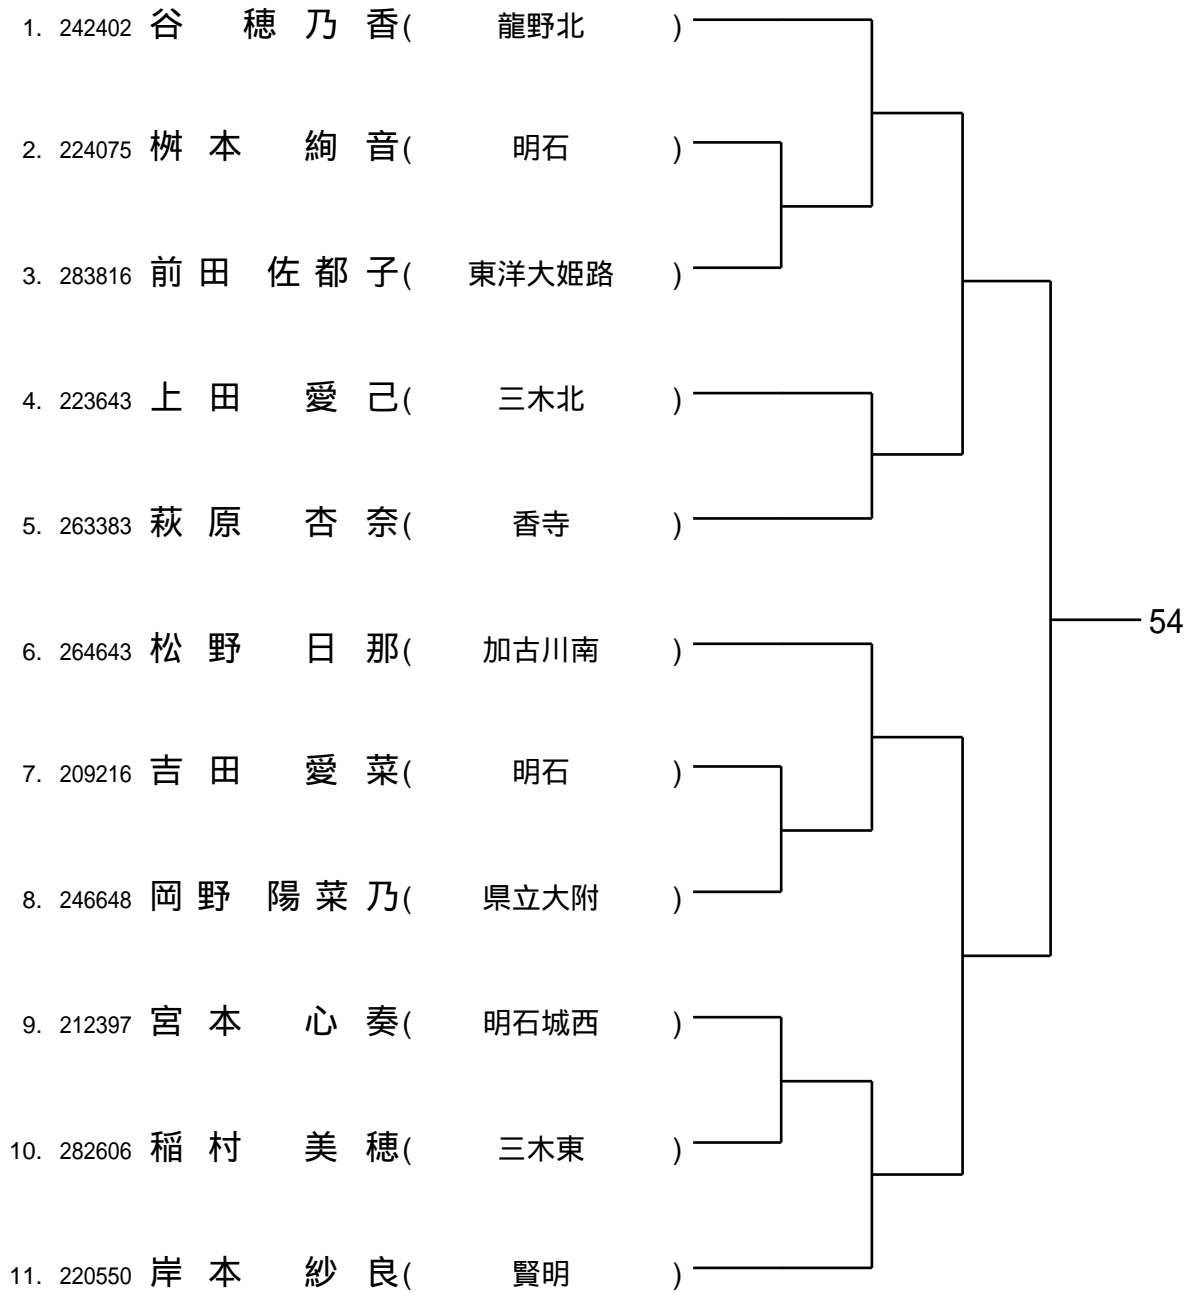 1. 242402 谷 穂乃香( 龍野北 )
2. 224075 桝本 絢音( 明石 )
3. 283816 前田 佐都子( 東洋大姫路 )
4. 223643 上田 愛己( 三木北 )
5. 263383 萩原 杏奈( 香寺 )
54
6. 264643 松野 日那( 加古川南 )
7. 209216 吉田 愛菜( 明石 )
8. 246648 岡野 陽菜乃( 県立大附 )
9. 212397 宮本 心奏( 明石城西 )
10. 282606 稲村 美穂( 三木東 )
11. 220550 岸本 紗良( 賢明 )